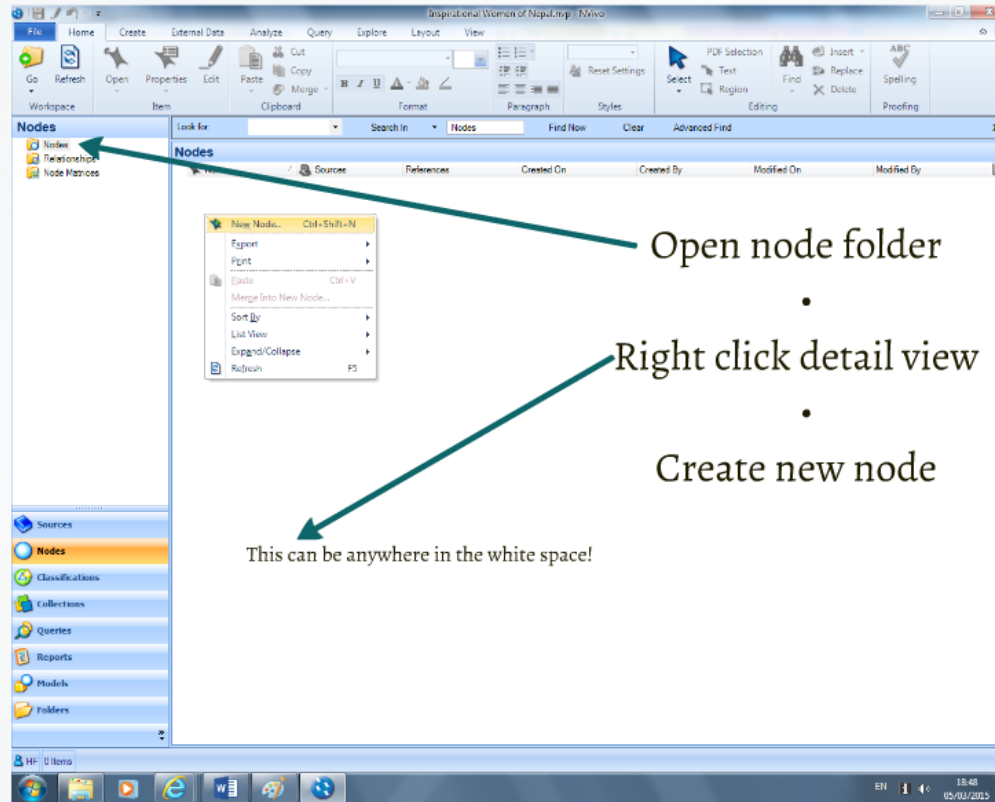 Inspirational Women of Nepal.nvp - NVivo
File Home Create External Data Analyze Query Explore Layout View
Go Refresh Open Properties Edit Paste Cut Copy Merge Reset Settings Select PDF Selection Text Region Find Insert Replace Delete ABC Spelling
B I U A
Workspace Item Clipboard Format Paragraph Styles Editing Proofing
Nodes
Look for: Search In Nodes Find Now Clear Advanced Find
Nodes
Relationships
Node Matrices
Nodes
Sources References Created On Created By Modified On Modified By
New Node... Ctrl+Shift+N
Export
Print
Paste Ctrl+V
Merge Into New Node...
Sort By
List View
Expand/Collapse
Refresh F5
Open node folder
•
Right click detail view
•
Create new node
This can be anywhere in the white space!
Sources
Nodes
Classifications
Collections
Queries
Reports
Models
Folders
HF 0 Items
EN 18:48
05/03/2015